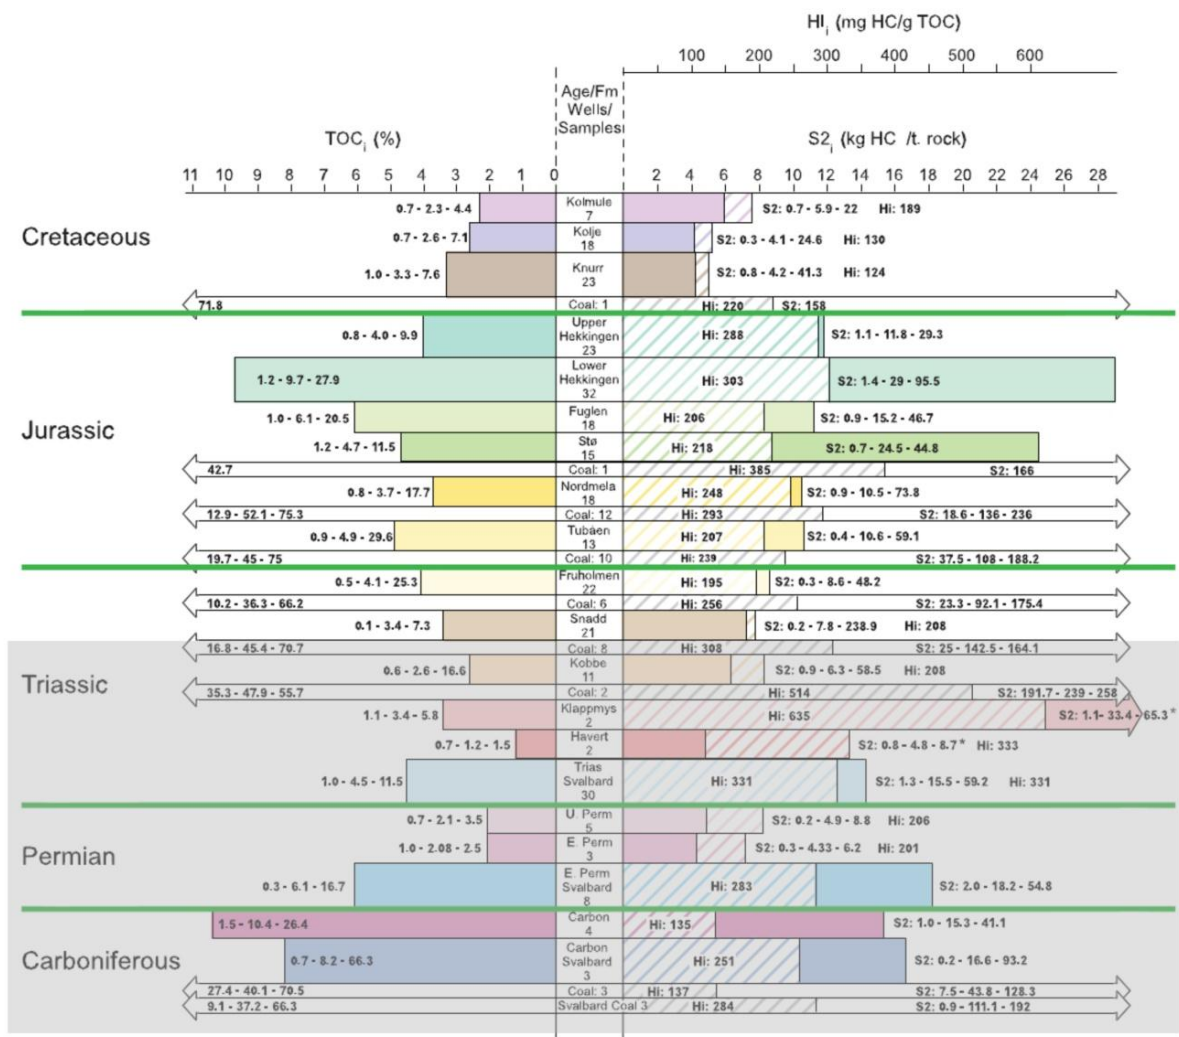 HIi (mg HC/g TOC)
100 200 300 400 500 600
Age/Fm
Wells/
Samples
TOCi (%)
S2i (kg HC /t. rock)
11 10 9 8 7 6 5 4 3 2 1 0
2 4 6 8 10 12 14 16 18 20 22 24 26 28
Cretaceous
0.7 - 2.3 - 4.4 Kolmule 7 S2: 0.7 - 5.9 - 22 Hi: 189
0.7 - 2.6 - 7.1 Kolje 18 S2: 0.3 - 4.1 - 24.6 Hi: 130
1.0 - 3.3 - 7.6 Knurr 23 S2: 0.8 - 4.2 - 41.3 Hi: 124
71.8 Coal: 1 Hi: 220 S2: 158
Jurassic
0.8 - 4.0 - 9.9 Upper Hekkingen 23 Hi: 288 S2: 1.1 - 11.8 - 29.3
1.2 - 9.7 - 27.9 Lower Hekkingen 32 Hi: 303 S2: 1.4 - 29 - 95.5
1.0 - 6.1 - 20.5 Fuglen 18 Hi: 206 S2: 0.9 - 15.2 - 46.7
1.2 - 4.7 - 11.5 Stø 15 Hi: 218 S2: 0.7 - 24.5 - 44.8
42.7 Coal: 1 Hi: 385 S2: 166
0.8 - 3.7 - 17.7 Nordmela 18 Hi: 248 S2: 0.9 - 10.5 - 73.8
12.9 - 52.1 - 75.3 Coal: 12 Hi: 293 S2: 18.6 - 136 - 236
0.9 - 4.9 - 29.6 Tubåen 13 Hi: 207 S2: 0.4 - 10.6 - 59.1
19.7 - 45 - 75 Coal: 10 Hi: 239 S2: 37.5 - 108 - 188.2
Triassic
0.5 - 4.1 - 25.3 Fruholmen 22 Hi: 195 S2: 0.3 - 8.6 - 48.2
10.2 - 36.3 - 66.2 Coal: 6 Hi: 256 S2: 23.3 - 92.1 - 175.4
0.1 - 3.4 - 7.3 Snadd 21 S2: 0.2 - 7.8 - 238.9 Hi: 208
16.8 - 45.4 - 70.7 Coal: 8 Hi: 308 S2: 25 - 142.5 - 164.1
0.6 - 2.6 - 16.6 Kobbe 11 S2: 0.9 - 6.3 - 58.5 Hi: 208
35.3 - 47.9 - 55.7 Coal: 2 Hi: 514 S2: 191.7 - 239 - 258
1.1 - 3.4 - 5.8 Klappmys 2 Hi: 635 S2: 1.1 - 33.4 - 65.3*
0.7 - 1.2 - 1.5 Havert 2 S2: 0.8 - 4.8 - 8.7* Hi: 333
1.0 - 4.5 - 11.5 Trias Svalbard 30 Hi: 331 S2: 1.3 - 15.5 - 59.2 Hi: 331
Permian
0.7 - 2.1 - 3.5 U. Perm 5 S2: 0.2 - 4.9 - 8.8 Hi: 206
1.0 - 2.08 - 2.5 E. Perm 3 S2: 0.3 - 4.33 - 6.2 Hi: 201
0.3 - 6.1 - 16.7 E. Perm Svalbard 8 Hi: 283 S2: 2.0 - 18.2 - 54.8
Carboniferous
1.5 - 10.4 - 26.4 Carbon 4 Hi: 135 S2: 1.0 - 15.3 - 41.1
0.7 - 8.2 - 66.3 Carbon Svalbard 3 Hi: 251 S2: 0.2 - 16.6 - 93.2
27.4 - 40.1 - 70.5 Coal: 3 Hi: 137 S2: 7.5 - 43.8 - 128.3
9.1 - 37.2 - 66.3 Svalbard Coal 3 Hi: 284 S2: 0.9 - 111.1 - 192